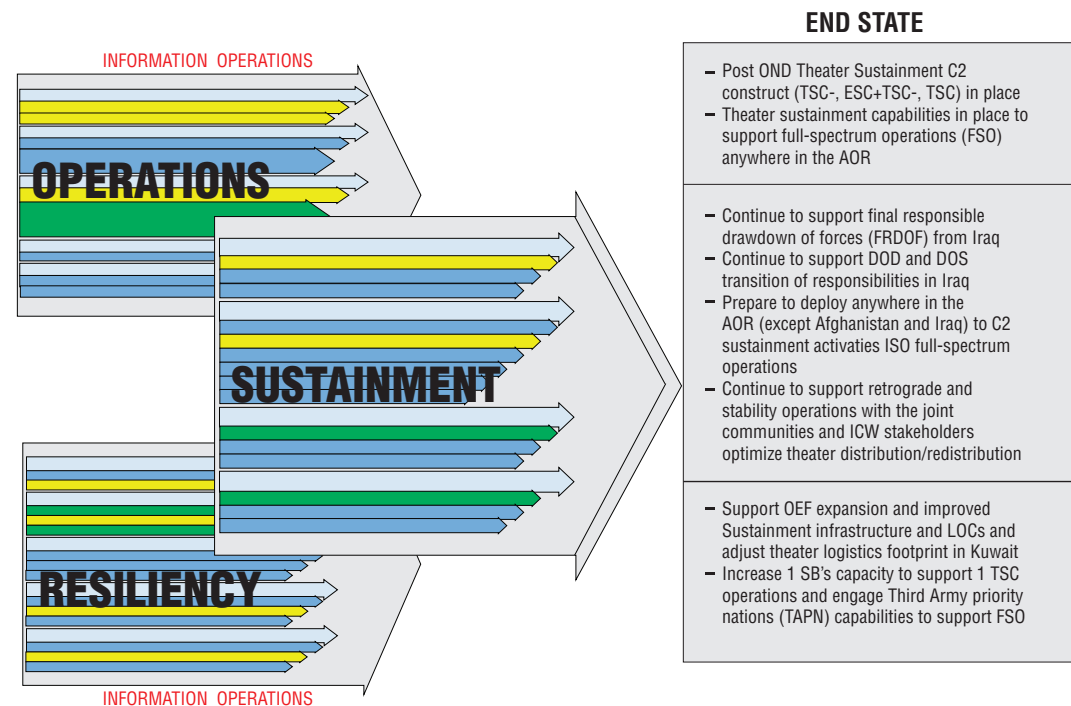 END STATE
INFORMATION OPERATIONS
OPERATIONS
SUSTAINMENT
RESILIENCY
INFORMATION OPERATIONS
– Post OND Theater Sustainment C2
construct (TSC-, ESC+TSC-, TSC) in place
– Theater sustainment capabilities in place to
support full-spectrum operations (FSO)
anywhere in the AOR
– Continue to support final responsible
drawdown of forces (FRDOF) from Iraq
– Continue to support DOD and DOS
transition of responsibilities in Iraq
– Prepare to deploy anywhere in the
AOR (except Afghanistan and Iraq) to C2
sustainment activaties ISO full-spectrum
operations
– Continue to support retrograde and
stability operations with the joint
communities and ICW stakeholders
optimize theater distribution/redistribution
– Support OEF expansion and improved
Sustainment infrastructure and LOCs and
adjust theater logistics footprint in Kuwait
– Increase 1 SB's capacity to support 1 TSC
operations and engage Third Army priority
nations (TAPN) capabilities to support FSO